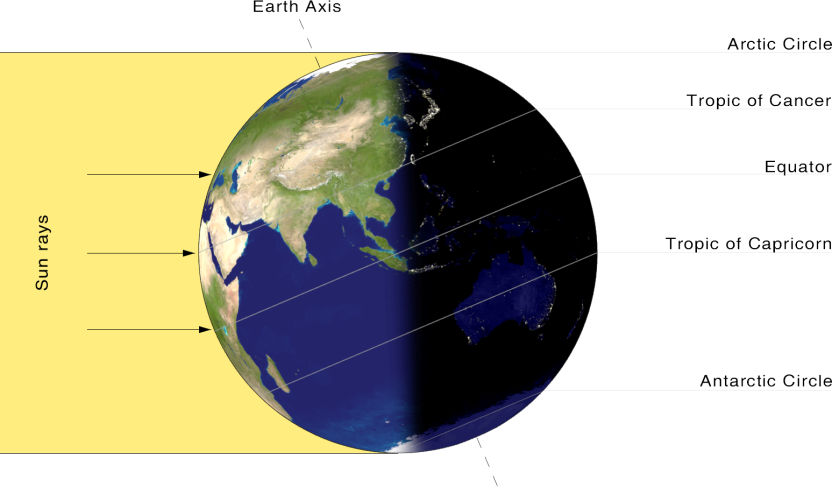 Earth Axis
Arctic Circle
Tropic of Cancer
Equator
Sun rays
Tropic of Capricorn
Antarctic Circle